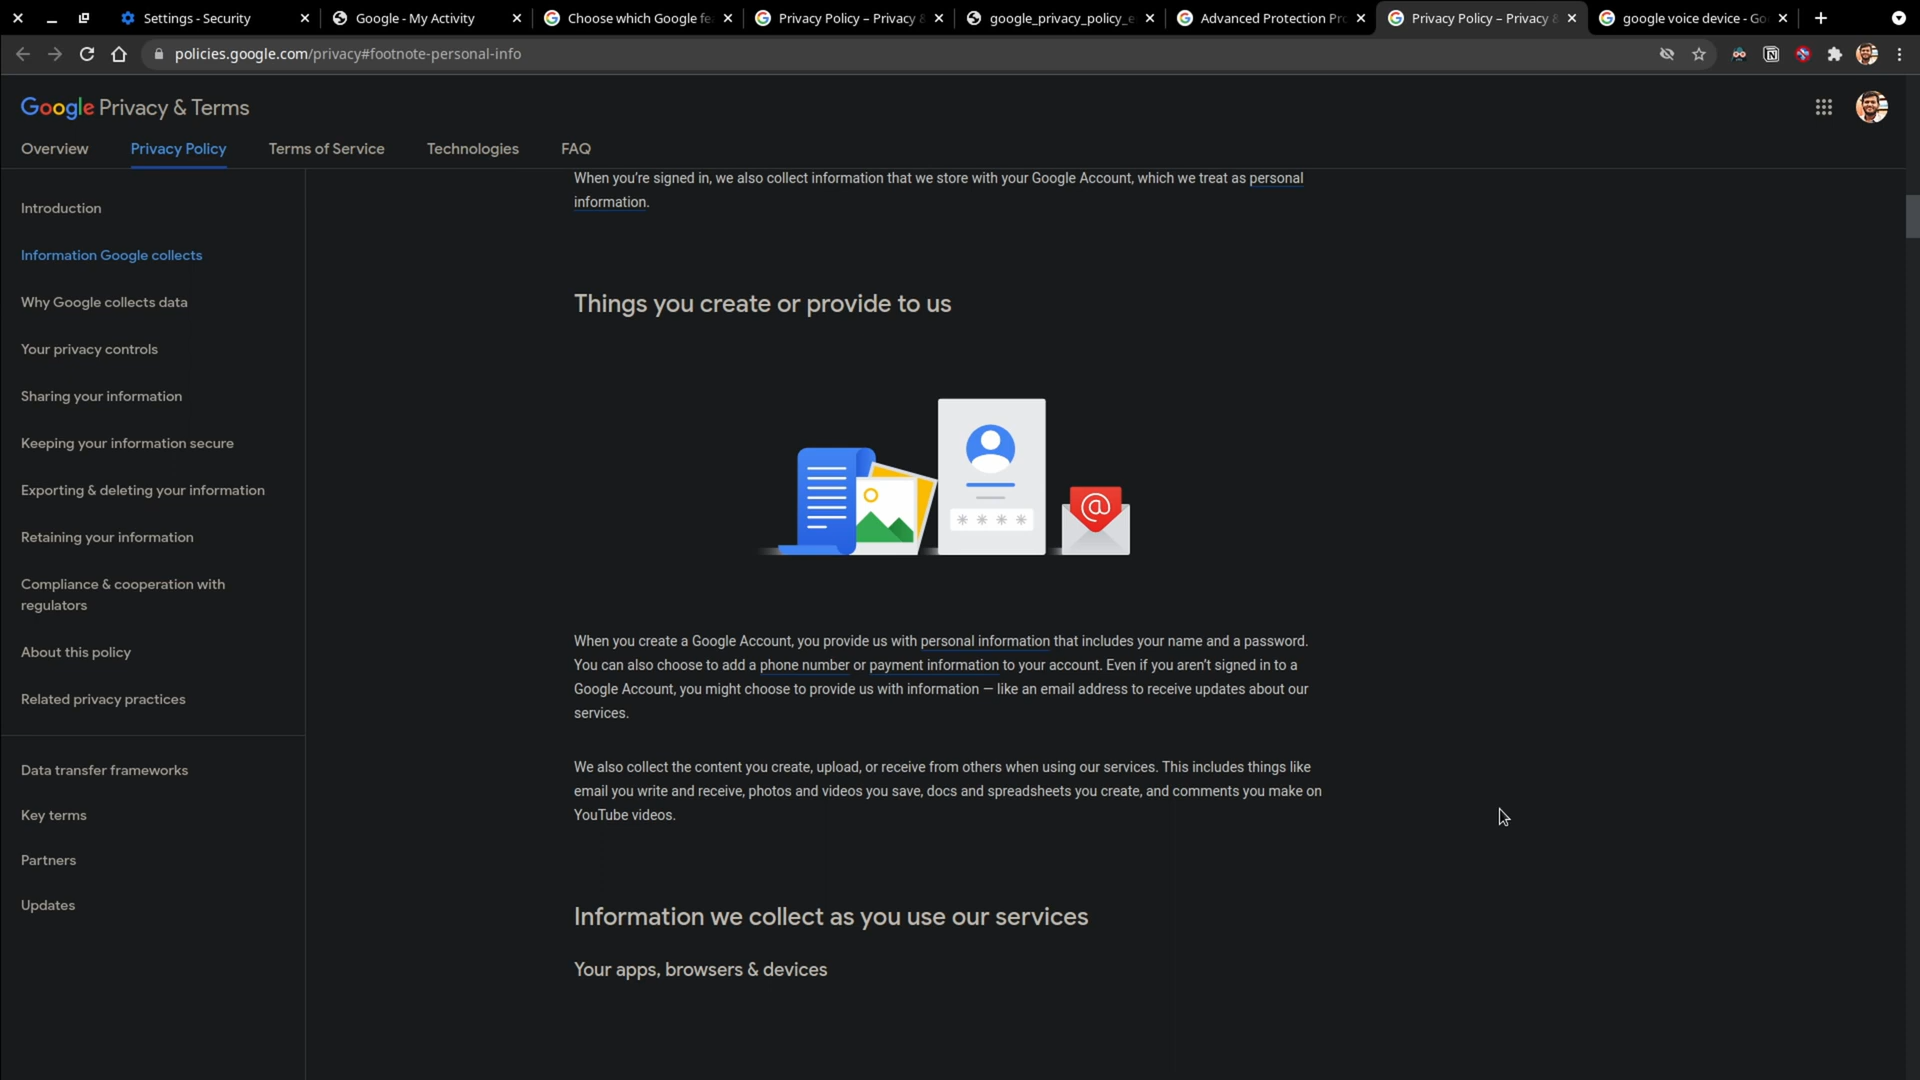 Settings - Security
Google - My Activity
Choose which Google fe
Privacy Policy – Privacy &
google_privacy_policy_e
Advanced Protection Pr
Privacy Policy – Privacy &
google voice device - Go
policies.google.com/privacy#footnote-personal-info
Google Privacy & Terms
Overview
Privacy Policy
Terms of Service
Technologies
FAQ
Introduction
Information Google collects
Why Google collects data
Your privacy controls
Sharing your information
Keeping your information secure
Exporting & deleting your information
Retaining your information
Compliance & cooperation with
regulators
About this policy
Related privacy practices
Data transfer frameworks
Key terms
Partners
Updates
When you're signed in, we also collect information that we store with your Google Account, which we treat as personal
information.
Things you create or provide to us
When you create a Google Account, you provide us with personal information that includes your name and a password.
You can also choose to add a phone number or payment information to your account. Even if you aren't signed in to a
Google Account, you might choose to provide us with information — like an email address to receive updates about our
services.
We also collect the content you create, upload, or receive from others when using our services. This includes things like
email you write and receive, photos and videos you save, docs and spreadsheets you create, and comments you make on
YouTube videos.
Information we collect as you use our services
Your apps, browsers & devices